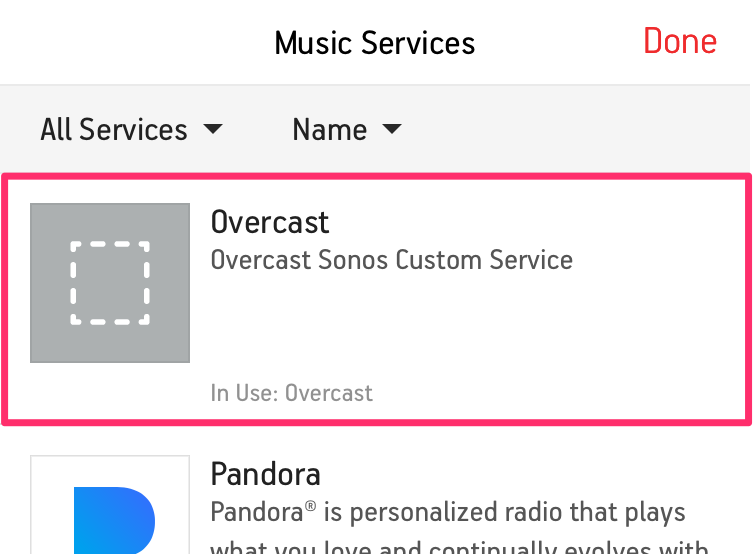 Music Services
Done
All Services
Name
Overcast
Overcast Sonos Custom Service
In Use: Overcast
Pandora
Pandora® is personalized radio that plays
what you love and continually evolves with